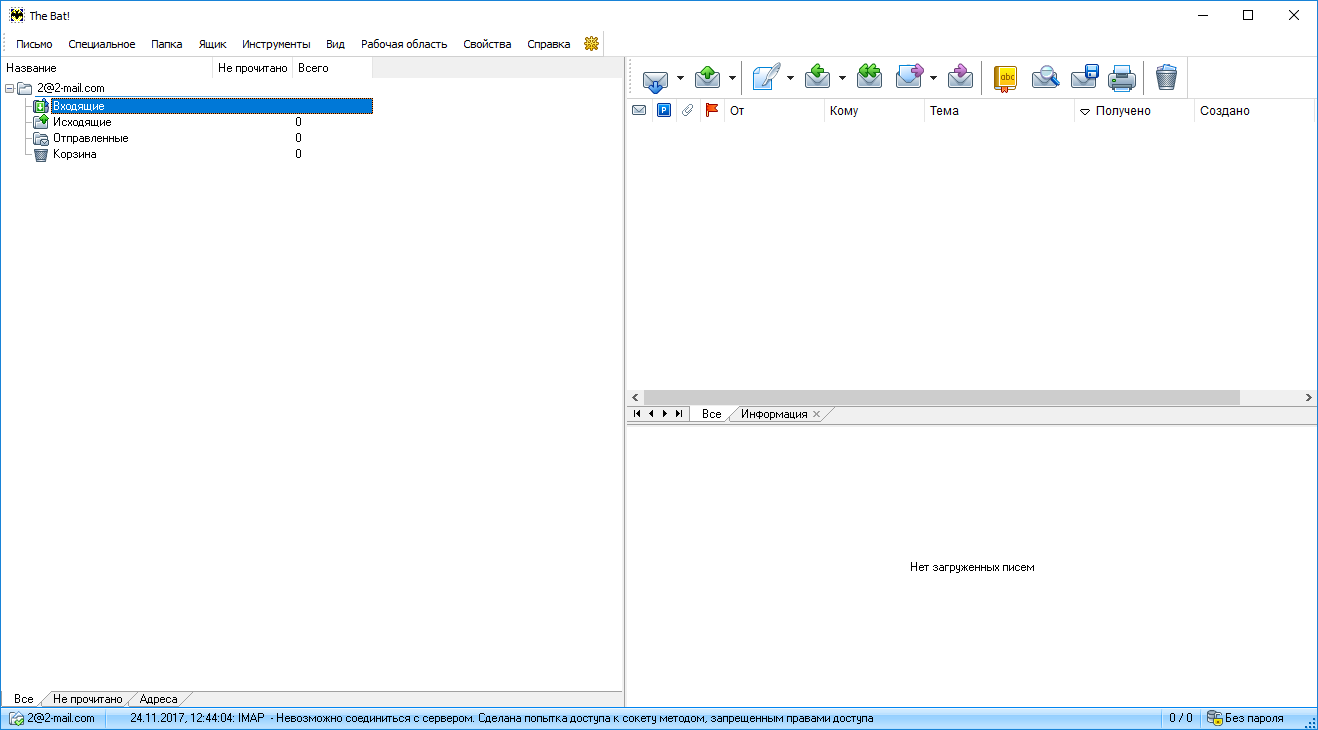 The Bat!
Письмо Специальное Папка Ящик Инструменты Вид Рабочая область Свойства Справка
Название Не прочитано Всего
2@2-mail.com
Входящие
Исходящие 0
Отправленные 0
Корзина 0
abc
P От Кому Тема Получено Создано
Все Информация
Нет загруженных писем
Все Не прочитано Адреса
2@2-mail.com 24.11.2017, 12:44:04: IMAP - Невозможно соединиться с сервером. Сделана попытка доступа к сокету методом, запрещенным правами доступа 0 / 0 Без пароля